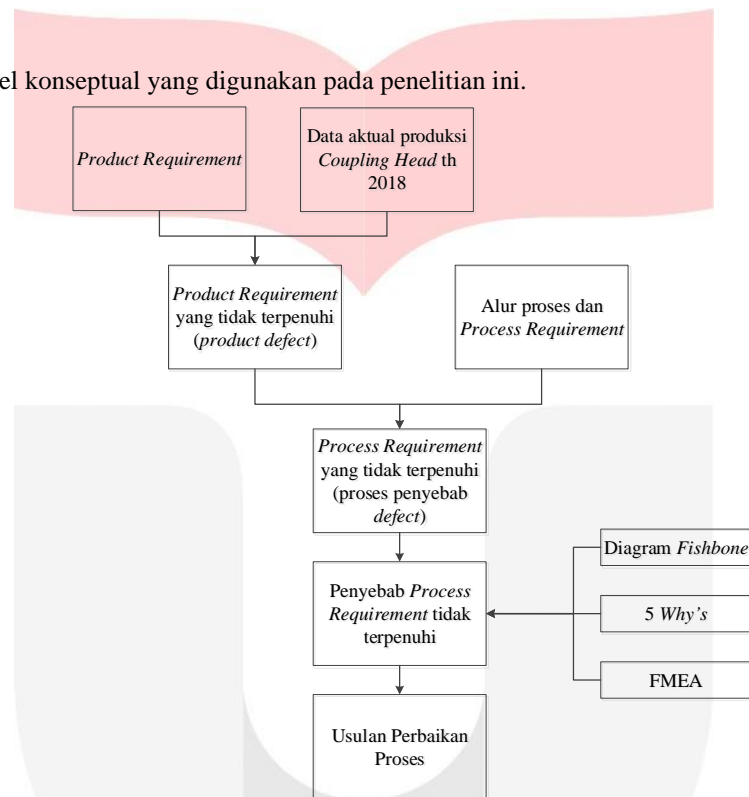 el konseptual yang digunakan pada penelitian ini.
Product Requirement
Data aktual produksi
Coupling Head th
2018
Product Requirement
yang tidak terpenuhi
(product defect)
Alur proses dan
Process Requirement
Process Requirement
yang tidak terpenuhi
(proses penyebab
defect)
Diagram Fishbone
Penyebab Process
Requirement tidak
terpenuhi
5 Why's
FMEA
Usulan Perbaikan
Proses